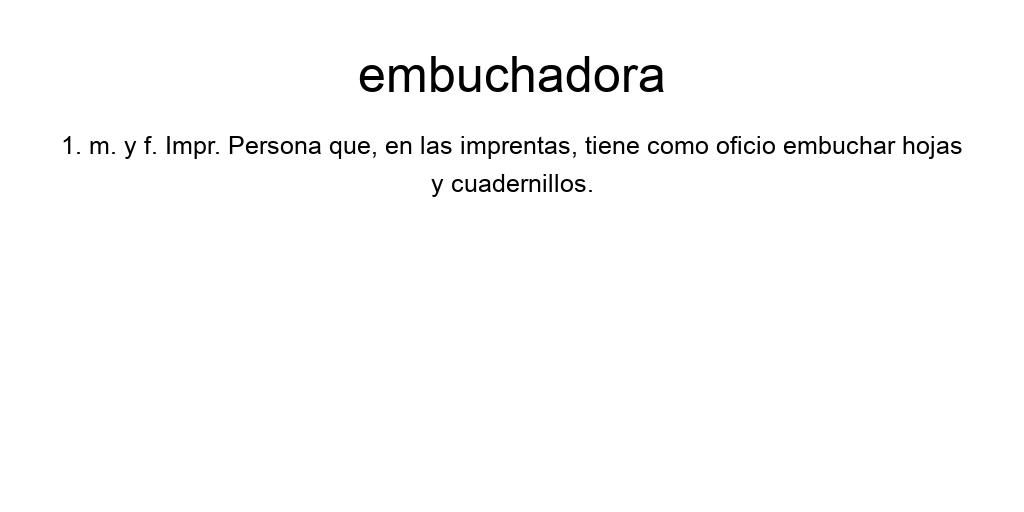 embuchadora
1. m. y f. Impr. Persona que, en las imprentas, tiene como oficio embuchar hojas
y cuadernillos.